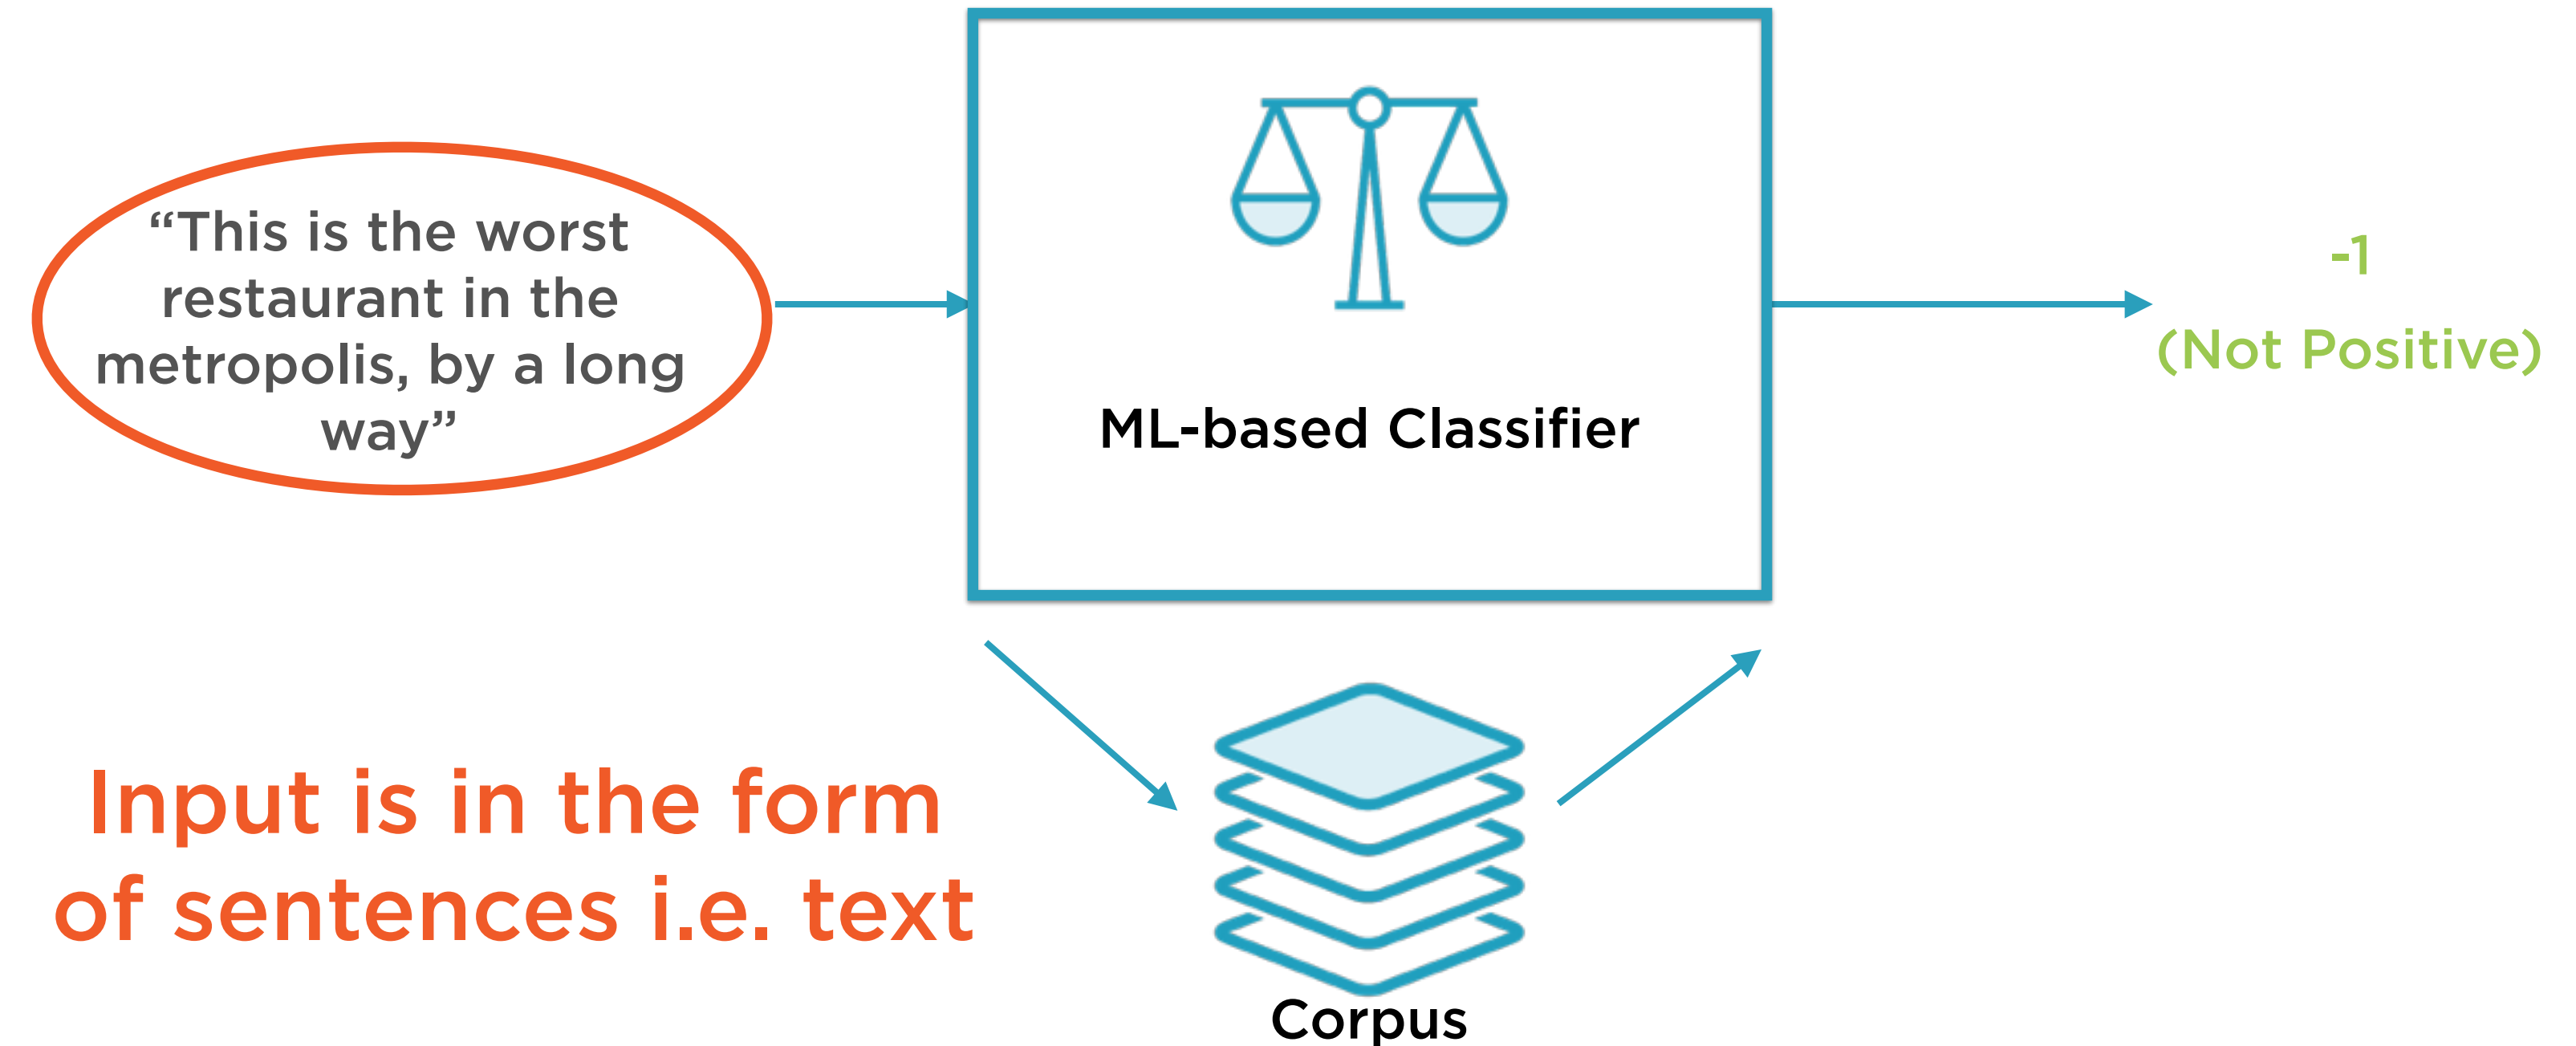 “This is the worst
restaurant in the
metropolis, by a long
way”
ML-based Classifier
-1
(Not Positive)
Input is in the form
of sentences i.e. text
Corpus